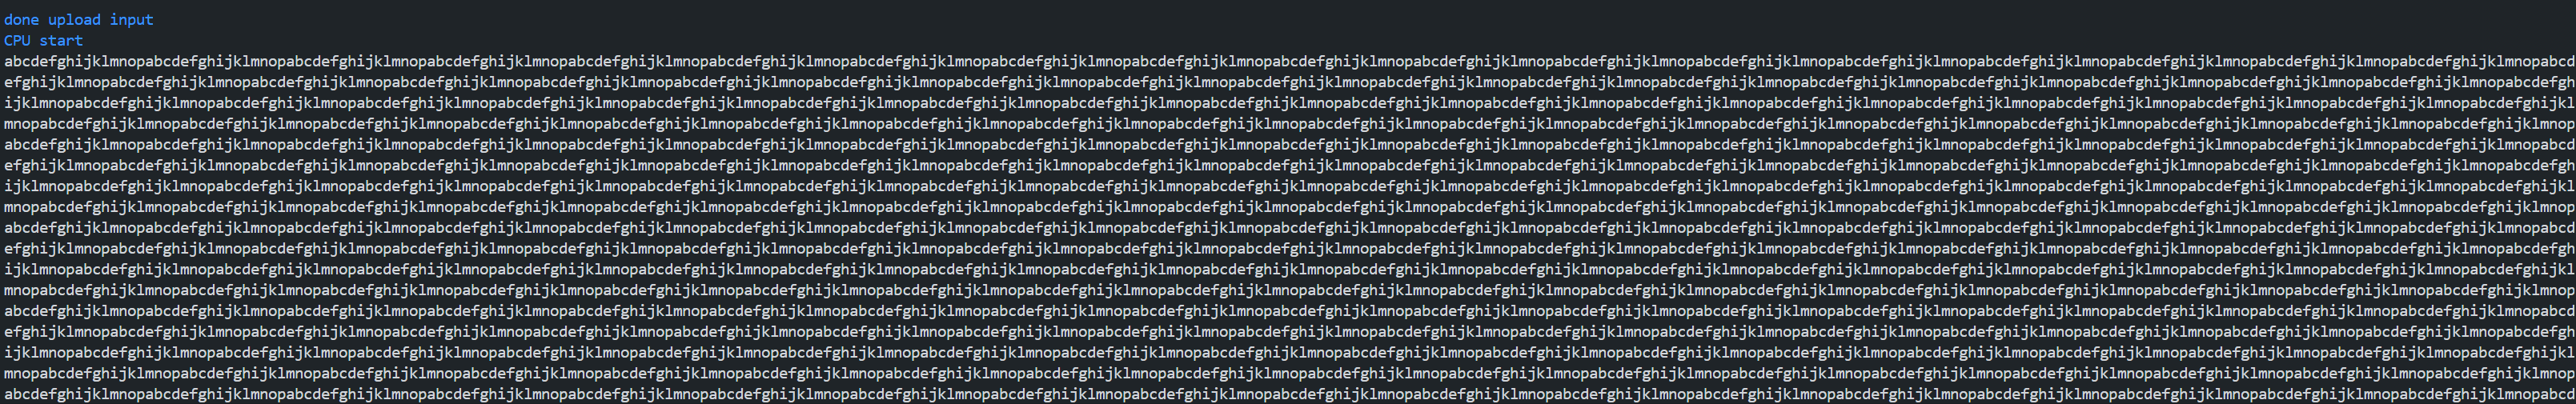 done upload input
CPU start
abcdefghijklmnopabcdefghijklmnopabcdefghijklmnopabcdefghijklmnopabcdefghijklmnopabcdefghijklmnopabcdefghijklmnopabcdefghijklmnopabcdefghijklmnopabcdefghijklmnopabcdefghijklmnopabcdefghijklmnopabcdefghijklmnopabcdefghijklmnopabcdefghijklmnopabcdefghijklmnopabcdefghijklmnopabcdefghijklmnopabcd
efghijklmnopabcdefghijklmnopabcdefghijklmnopabcdefghijklmnopabcdefghijklmnopabcdefghijklmnopabcdefghijklmnopabcdefghijklmnopabcdefghijklmnopabcdefghijklmnopabcdefghijklmnopabcdefghijklmnopabcdefghijklmnopabcdefghijklmnopabcdefghijklmnopabcdefghijklmnopabcdefghijklmnopabcdefghijklmnopabcdefgh
ijklmnopabcdefghijklmnopabcdefghijklmnopabcdefghijklmnopabcdefghijklmnopabcdefghijklmnopabcdefghijklmnopabcdefghijklmnopabcdefghijklmnopabcdefghijklmnopabcdefghijklmnopabcdefghijklmnopabcdefghijklmnopabcdefghijklmnopabcdefghijklmnopabcdefghijklmnopabcdefghijklmnopabcdefghijklmnopabcdefghijkl
mnopabcdefghijklmnopabcdefghijklmnopabcdefghijklmnopabcdefghijklmnopabcdefghijklmnopabcdefghijklmnopabcdefghijklmnopabcdefghijklmnopabcdefghijklmnopabcdefghijklmnopabcdefghijklmnopabcdefghijklmnopabcdefghijklmnopabcdefghijklmnopabcdefghijklmnopabcdefghijklmnopabcdefghijklmnopabcdefghijklmnop
abcdefghijklmnopabcdefghijklmnopabcdefghijklmnopabcdefghijklmnopabcdefghijklmnopabcdefghijklmnopabcdefghijklmnopabcdefghijklmnopabcdefghijklmnopabcdefghijklmnopabcdefghijklmnopabcdefghijklmnopabcdefghijklmnopabcdefghijklmnopabcdefghijklmnopabcdefghijklmnopabcdefghijklmnopabcdefghijklmnopabcd
efghijklmnopabcdefghijklmnopabcdefghijklmnopabcdefghijklmnopabcdefghijklmnopabcdefghijklmnopabcdefghijklmnopabcdefghijklmnopabcdefghijklmnopabcdefghijklmnopabcdefghijklmnopabcdefghijklmnopabcdefghijklmnopabcdefghijklmnopabcdefghijklmnopabcdefghijklmnopabcdefghijklmnopabcdefghijklmnopabcdefgh
ijklmnopabcdefghijklmnopabcdefghijklmnopabcdefghijklmnopabcdefghijklmnopabcdefghijklmnopabcdefghijklmnopabcdefghijklmnopabcdefghijklmnopabcdefghijklmnopabcdefghijklmnopabcdefghijklmnopabcdefghijklmnopabcdefghijklmnopabcdefghijklmnopabcdefghijklmnopabcdefghijklmnopabcdefghijklmnopabcdefghijkl
mnopabcdefghijklmnopabcdefghijklmnopabcdefghijklmnopabcdefghijklmnopabcdefghijklmnopabcdefghijklmnopabcdefghijklmnopabcdefghijklmnopabcdefghijklmnopabcdefghijklmnopabcdefghijklmnopabcdefghijklmnopabcdefghijklmnopabcdefghijklmnopabcdefghijklmnopabcdefghijklmnopabcdefghijklmnopabcdefghijklmnop
abcdefghijklmnopabcdefghijklmnopabcdefghijklmnopabcdefghijklmnopabcdefghijklmnopabcdefghijklmnopabcdefghijklmnopabcdefghijklmnopabcdefghijklmnopabcdefghijklmnopabcdefghijklmnopabcdefghijklmnopabcdefghijklmnopabcdefghijklmnopabcdefghijklmnopabcdefghijklmnopabcdefghijklmnopabcdefghijklmnopabcd
efghijklmnopabcdefghijklmnopabcdefghijklmnopabcdefghijklmnopabcdefghijklmnopabcdefghijklmnopabcdefghijklmnopabcdefghijklmnopabcdefghijklmnopabcdefghijklmnopabcdefghijklmnopabcdefghijklmnopabcdefghijklmnopabcdefghijklmnopabcdefghijklmnopabcdefghijklmnopabcdefghijklmnopabcdefghijklmnopabcdefgh
ijklmnopabcdefghijklmnopabcdefghijklmnopabcdefghijklmnopabcdefghijklmnopabcdefghijklmnopabcdefghijklmnopabcdefghijklmnopabcdefghijklmnopabcdefghijklmnopabcdefghijklmnopabcdefghijklmnopabcdefghijklmnopabcdefghijklmnopabcdefghijklmnopabcdefghijklmnopabcdefghijklmnopabcdefghijklmnopabcdefghijkl
mnopabcdefghijklmnopabcdefghijklmnopabcdefghijklmnopabcdefghijklmnopabcdefghijklmnopabcdefghijklmnopabcdefghijklmnopabcdefghijklmnopabcdefghijklmnopabcdefghijklmnopabcdefghijklmnopabcdefghijklmnopabcdefghijklmnopabcdefghijklmnopabcdefghijklmnopabcdefghijklmnopabcdefghijklmnopabcdefghijklmnop
abcdefghijklmnopabcdefghijklmnopabcdefghijklmnopabcdefghijklmnopabcdefghijklmnopabcdefghijklmnopabcdefghijklmnopabcdefghijklmnopabcdefghijklmnopabcdefghijklmnopabcdefghijklmnopabcdefghijklmnopabcdefghijklmnopabcdefghijklmnopabcdefghijklmnopabcdefghijklmnopabcdefghijklmnopabcdefghijklmnopabcd
efghijklmnopabcdefghijklmnopabcdefghijklmnopabcdefghijklmnopabcdefghijklmnopabcdefghijklmnopabcdefghijklmnopabcdefghijklmnopabcdefghijklmnopabcdefghijklmnopabcdefghijklmnopabcdefghijklmnopabcdefghijklmnopabcdefghijklmnopabcdefghijklmnopabcdefghijklmnopabcdefghijklmnopabcdefghijklmnopabcdefgh
ijklmnopabcdefghijklmnopabcdefghijklmnopabcdefghijklmnopabcdefghijklmnopabcdefghijklmnopabcdefghijklmnopabcdefghijklmnopabcdefghijklmnopabcdefghijklmnopabcdefghijklmnopabcdefghijklmnopabcdefghijklmnopabcdefghijklmnopabcdefghijklmnopabcdefghijklmnopabcdefghijklmnopabcdefghijklmnopabcdefghijkl
mnopabcdefghijklmnopabcdefghijklmnopabcdefghijklmnopabcdefghijklmnopabcdefghijklmnopabcdefghijklmnopabcdefghijklmnopabcdefghijklmnopabcdefghijklmnopabcdefghijklmnopabcdefghijklmnopabcdefghijklmnopabcdefghijklmnopabcdefghijklmnopabcdefghijklmnopabcdefghijklmnopabcdefghijklmnopabcdefghijklmnop
abcdefghijklmnopabcdefghijklmnopabcdefghijklmnopabcdefghijklmnopabcdefghijklmnopabcdefghijklmnopabcdefghijklmnopabcdefghijklmnopabcdefghijklmnopabcdefghijklmnopabcdefghijklmnopabcdefghijklmnopabcdefghijklmnopabcdefghijklmnopabcdefghijklmnopabcdefghijklmnopabcdefghijklmnopabcdefghijklmnopabcd